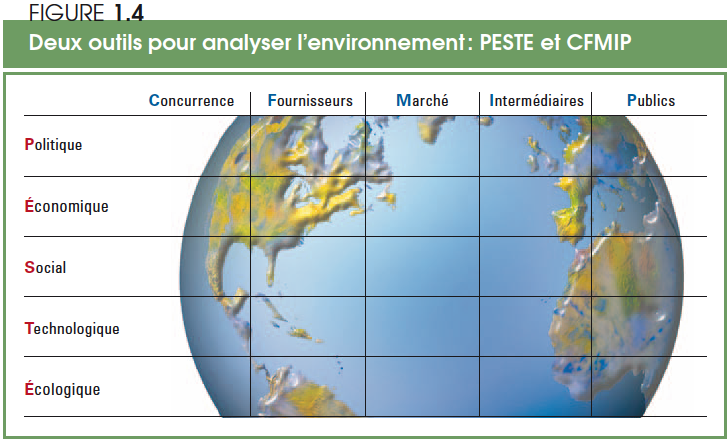 FIGURE 1.4
Deux outils pour analyser l'environnement: PESTE et CFMIP
Concurrence Fournisseurs Marché Intermédiaires Publics
Politique
Économique
Social
Technologique
Écologique